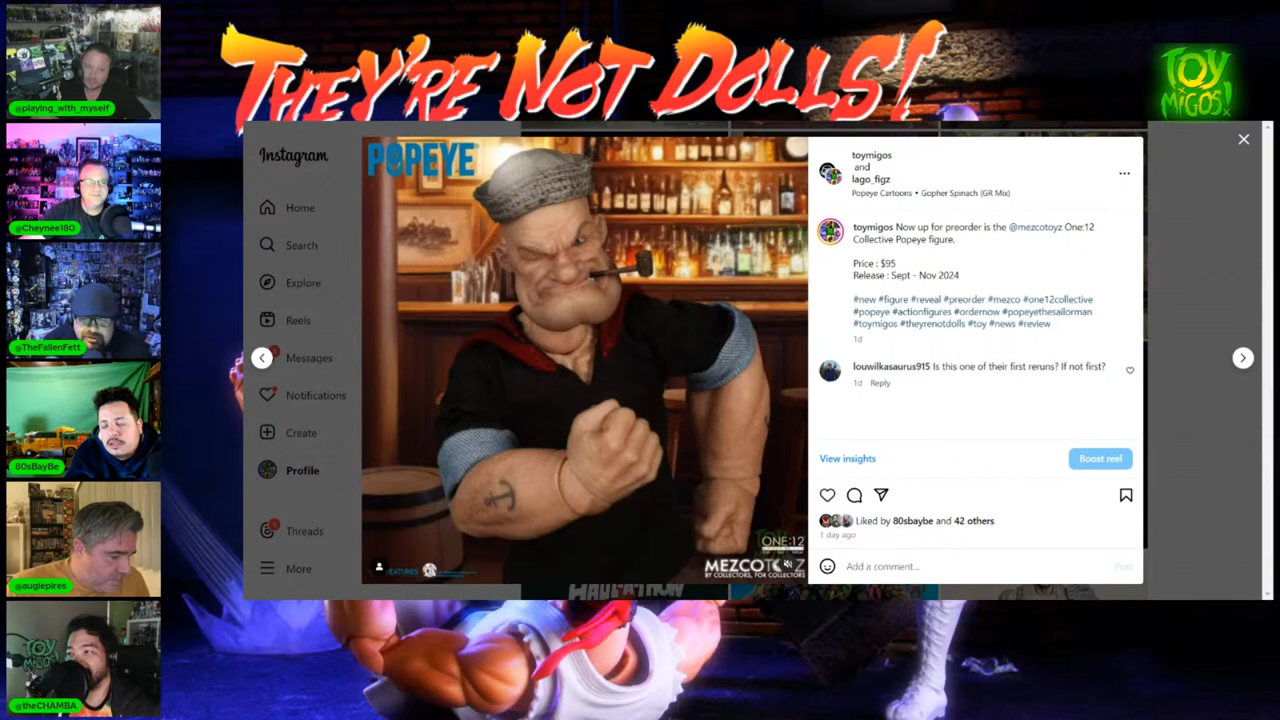 THEY'RE NOT DOLLS!
TOY
MIGOS!
@playing_with_myself
@Cheynee180
@TheFallenFett
80sBayBe
@augiepires
TOY
MIGOS
@theCHAMBA
Instagram
Home
Search
Explore
Reels
Messages
Notifications
Create
Profile
Threads
More
POPEYE
ONE:12
MEZCOTOYZ
BY COLLECTORS, FOR COLLECTORS
toymigos
and
lago_figz
Popeye Cartoons • Gopher Spinach (GR Mix)
toymigos Now up for preorder is the @mezcotoyz One:12
Collective Popeye figure.
Price : $95
Release : Sept - Nov 2024
#new #figure #reveal #preorder #mezco #one12collective
#popeye #actionfigures #ordernow #popeyethesailorman
#toymigos #theyrenotdolls #toy #news #review
1d
louwilkasaurus915 Is this one of their first reruns? If not first?
1d Reply
View insights
Boost reel
Liked by 80sbaybe and 42 others
1 day ago
Add a comment...
Post